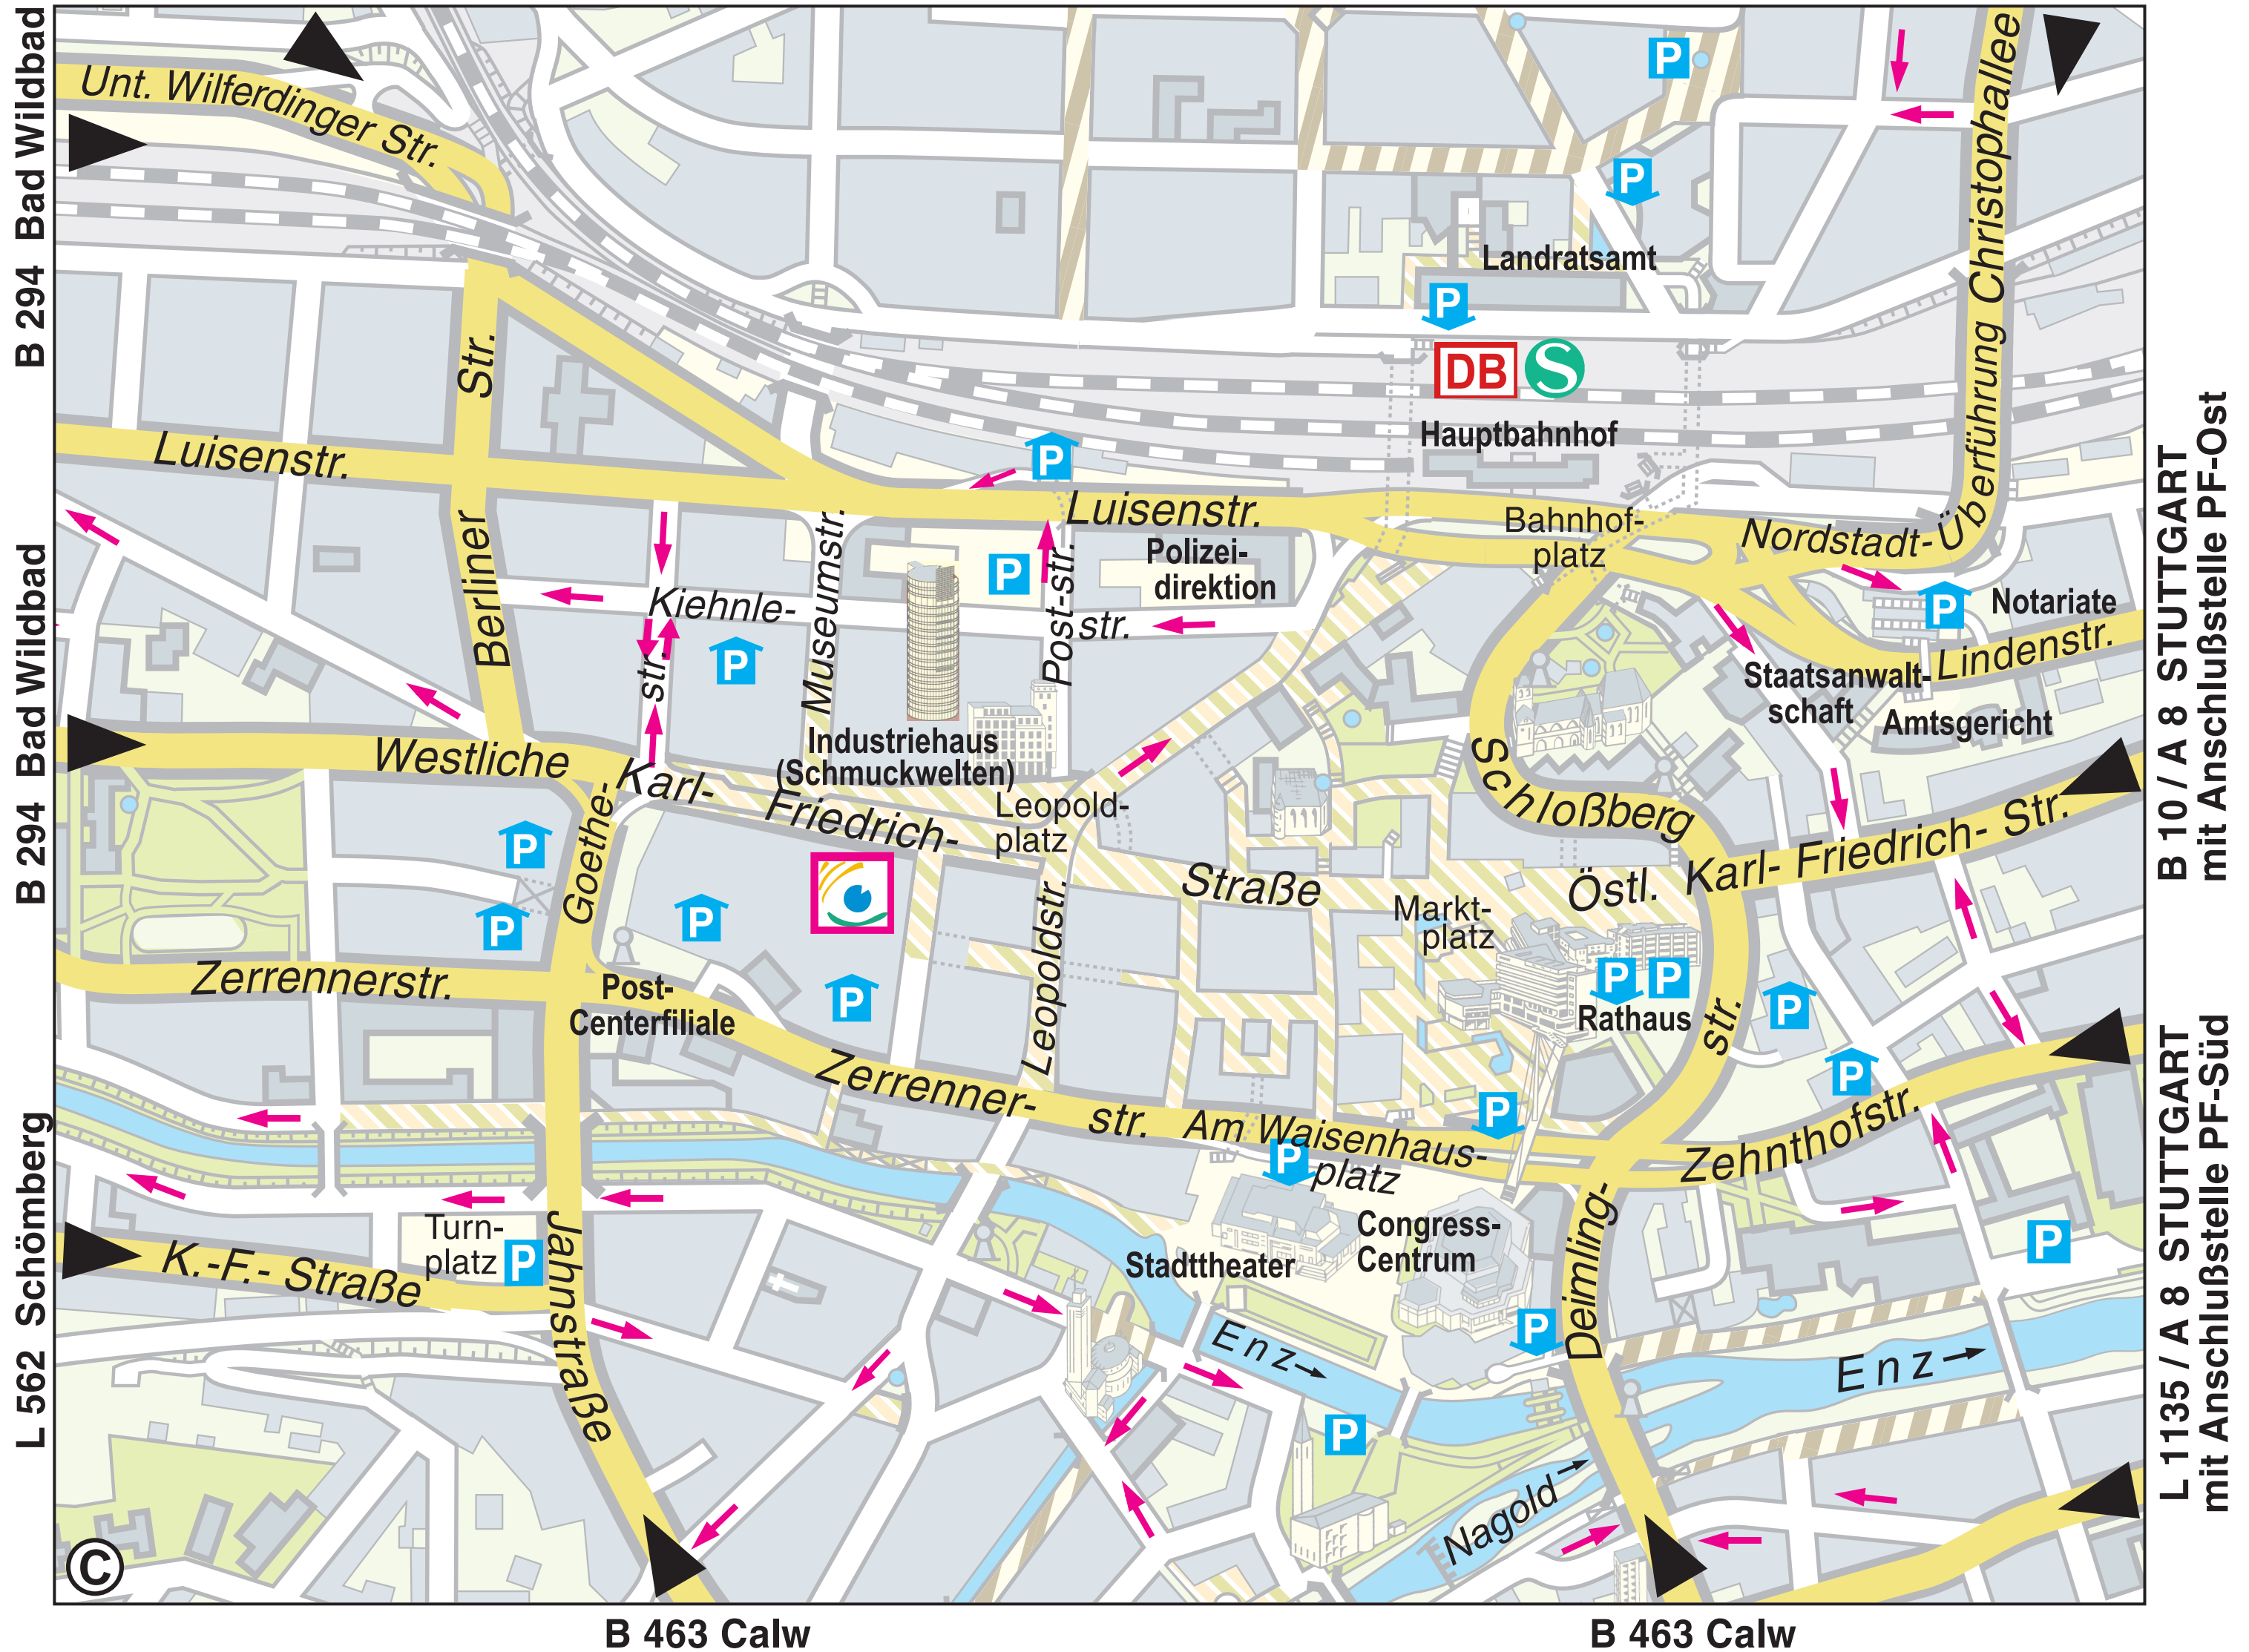 B 294 Bad Wildbad
B 294 Bad Wildbad
L 562 Schömberg
Unt. Wilferdinger Str.
P
P
Landratsamt
P
DB S
Hauptbahnhof
Nordstadt-Überführung Christophallee
Luisenstr.
Berliner Str.
P
Luisenstr.
Bahnhof-
platz
Polizei-
direktion
P
Kiehnle-
str.
str.
Museumstr.
Post-str.
P
P
Notariate
Lindenstr.
Staatsanwalt-
schaft
Amtsgericht
Westliche
Karl-
Friedrich-
Straße
Industriehaus
(Schmuckwelten)
Leopold-
platz
Schloßberg
str.
Östl. Karl- Friedrich- Str.
Goethe-
P
P
P
P
Markt-
platz
P P
Rathaus
P
P
Zerrennerstr.
Post-
Centerfiliale
Leopoldstr.
Zerrenner-
str.
Am Waisenhaus-
platz
P
P
Zehnthofstr.
Turn-
platz
P
K.-F.- Straße
Jahnstraße
Stadttheater
Congress-
Centrum
P
Deimling-
P
Enz
Enz
P
Nagold
C
B 463 Calw
B 463 Calw
B 10 / A 8 STUTTGART
mit Anschlußstelle PF-Ost
L 1135 / A 8 STUTTGART
mit Anschlußstelle PF-Süd